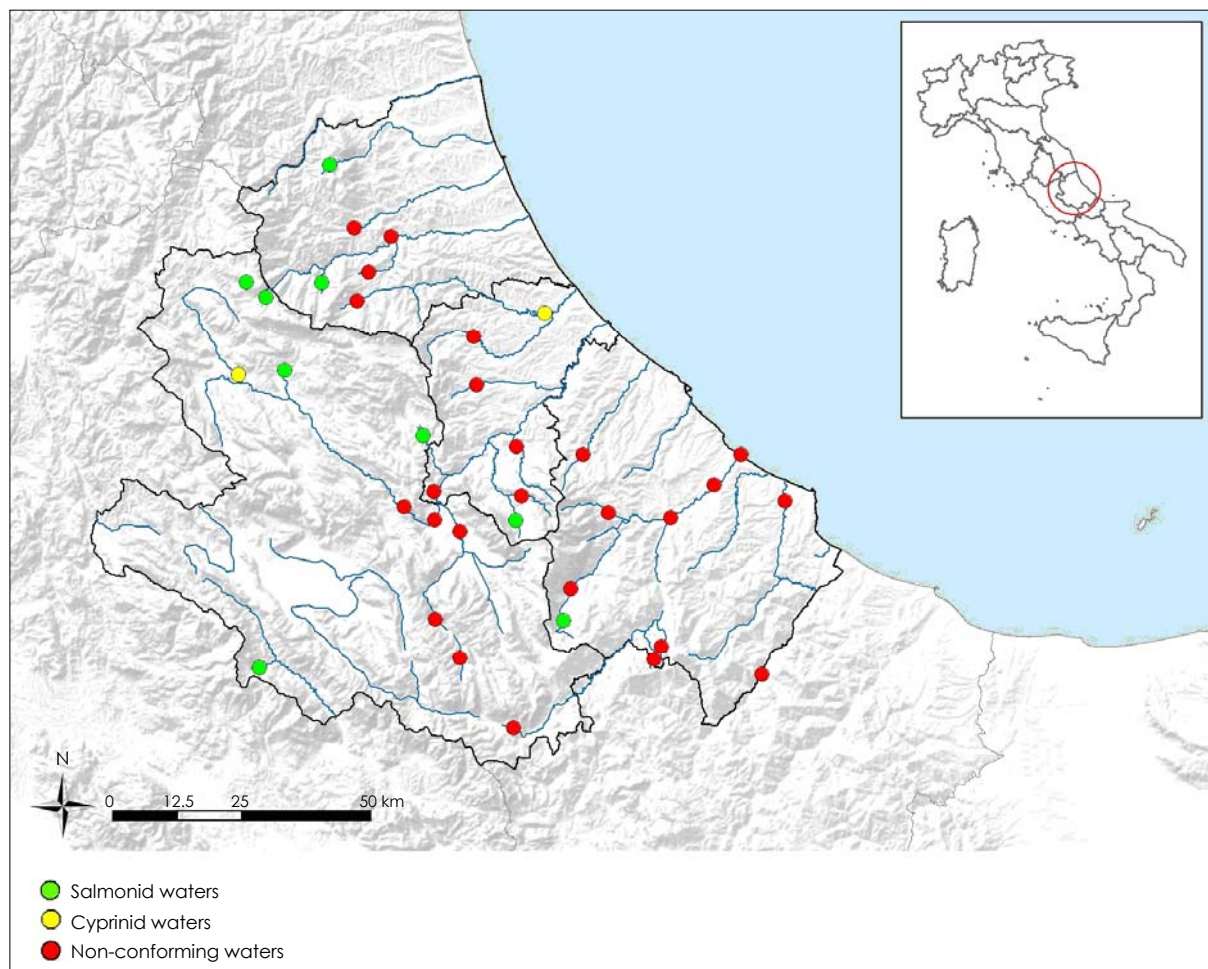 N
0 12.5 25 50 km
Salmonid waters
Cyprinid waters
Non-conforming waters